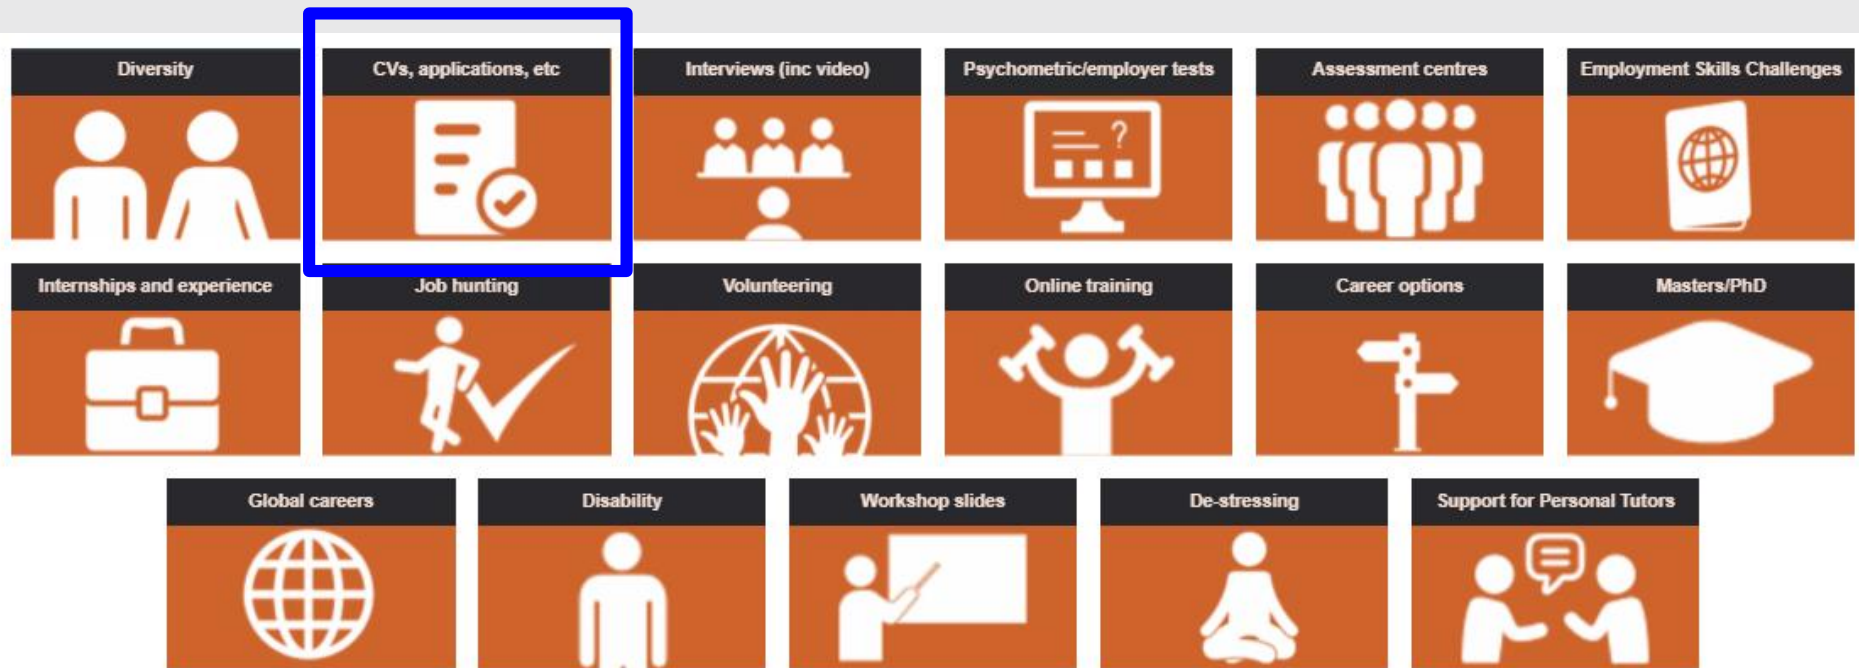 Diversity
CVs, applications, etc
Interviews (inc video)
Psychometric/employer tests
Assessment centres
Employment Skills Challenges
?
Internships and experience
Job hunting
Volunteering
Online training
Career options
Masters/PhD
Global careers
Disability
Workshop slides
De-stressing
Support for Personal Tutors